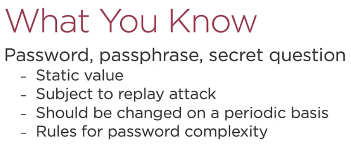 What You Know
Password, passphrase, secret question
- Static value
- Subject to replay attack
- Should be changed on a periodic basis
- Rules for password complexity